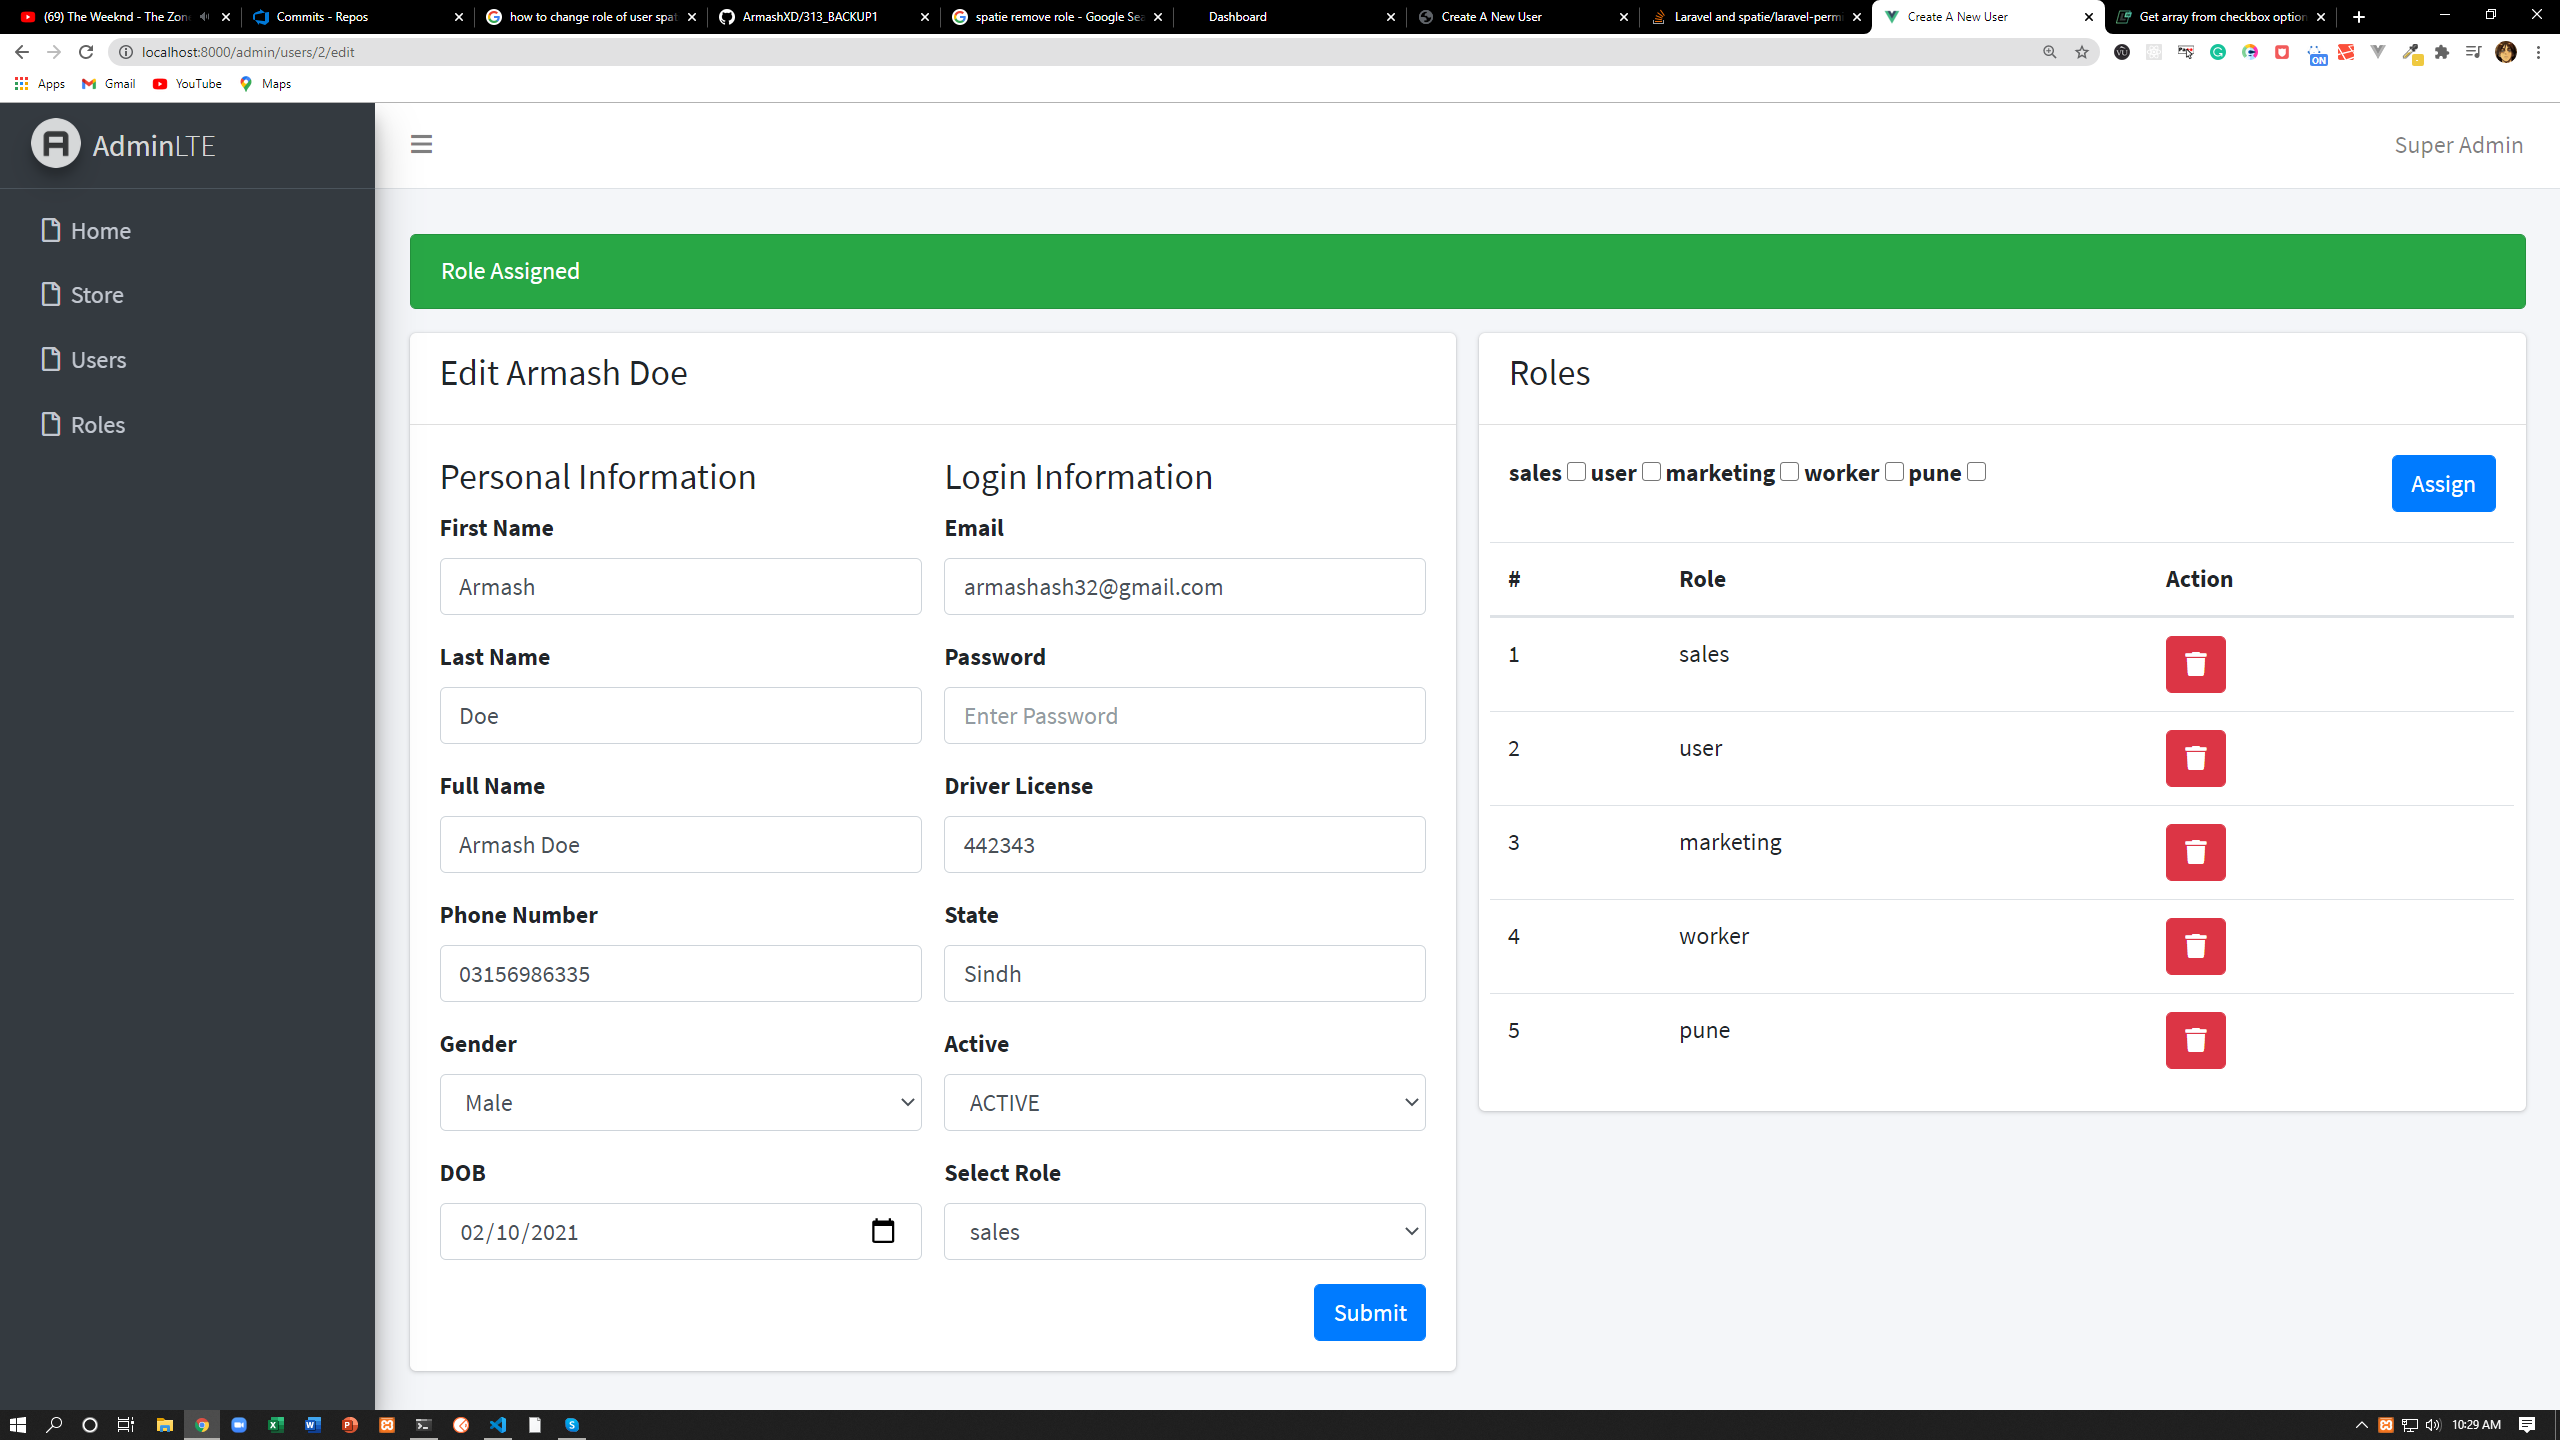 (69) The Weeknd - The Zon
Commits - Repos
how to change role of user spat
ArmashXD/313_BACKUP1
spatie remove role - Google Sea
Dashboard
Create A New User
Laravel and spatie/laravel-permi
Create A New User
Get array from checkbox option
localhost:8000/admin/users/2/edit
ON
Apps
Gmail
YouTube
Maps
AdminLTE
Super Admin
Home
Store
Users
Roles
Role Assigned
Edit Armash Doe
Personal Information
First Name
Armash
Last Name
Doe
Full Name
Armash Doe
Phone Number
03156986335
Gender
Male
DOB
02/10/2021
Login Information
Email
armashash32@gmail.com
Password
Enter Password
Driver License
442343
State
Sindh
Active
ACTIVE
Select Role
sales
Submit
Roles
sales user marketing worker pune
Assign
# Role Action
1 sales
2 user
3 marketing
4 worker
5 pune
10:29 AM